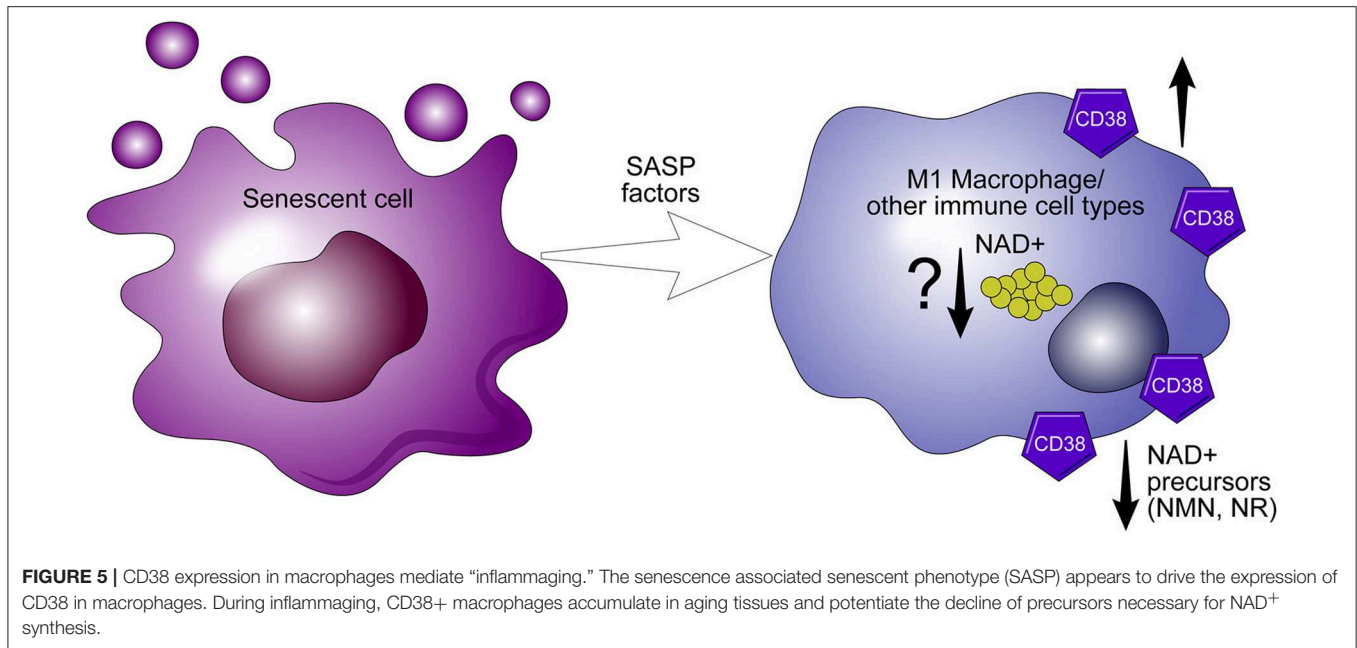 Senescent cell
SASP
factors
CD38
M1 Macrophage/
other immune cell types
CD38
NAD+
?
CD38
CD38
NAD+
precursors
(NMN, NR)
FIGURE 5 | CD38 expression in macrophages mediate “inflammaging.” The senescence associated senescent phenotype (SASP) appears to drive the expression of
CD38 in macrophages. During inflammaging, CD38+ macrophages accumulate in aging tissues and potentiate the decline of precursors necessary for NAD⁺
synthesis.